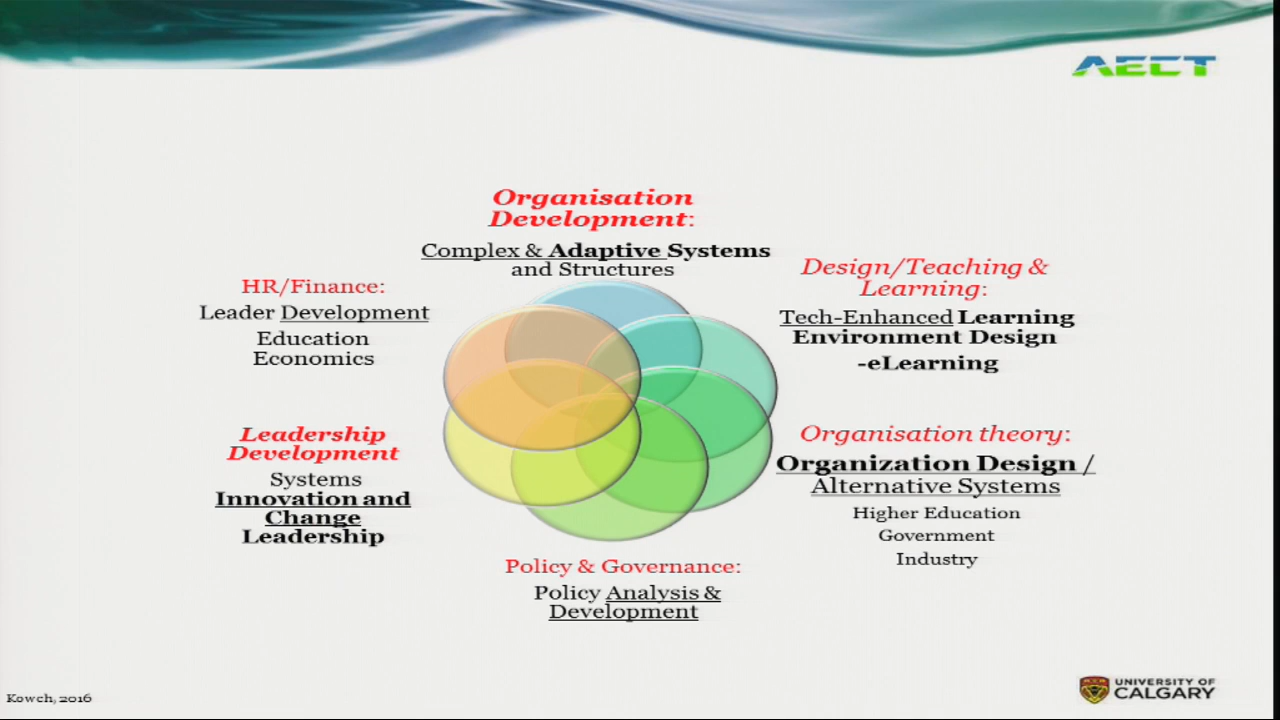 AECT
Organisation
Development:
Complex & Adaptive Systems
and Structures
Design/Teaching &
Learning:
Tech-Enhanced Learning
Environment Design
-eLearning
Organisation theory:
Organization Design /
Alternative Systems
Higher Education
Government
Industry
Policy & Governance:
Policy Analysis &
Development
Leadership
Development
Systems
Innovation and
Change
Leadership
HR/Finance:
Leader Development
Education
Economics
Kowch, 2016
UNIVERSITY OF
CALGARY